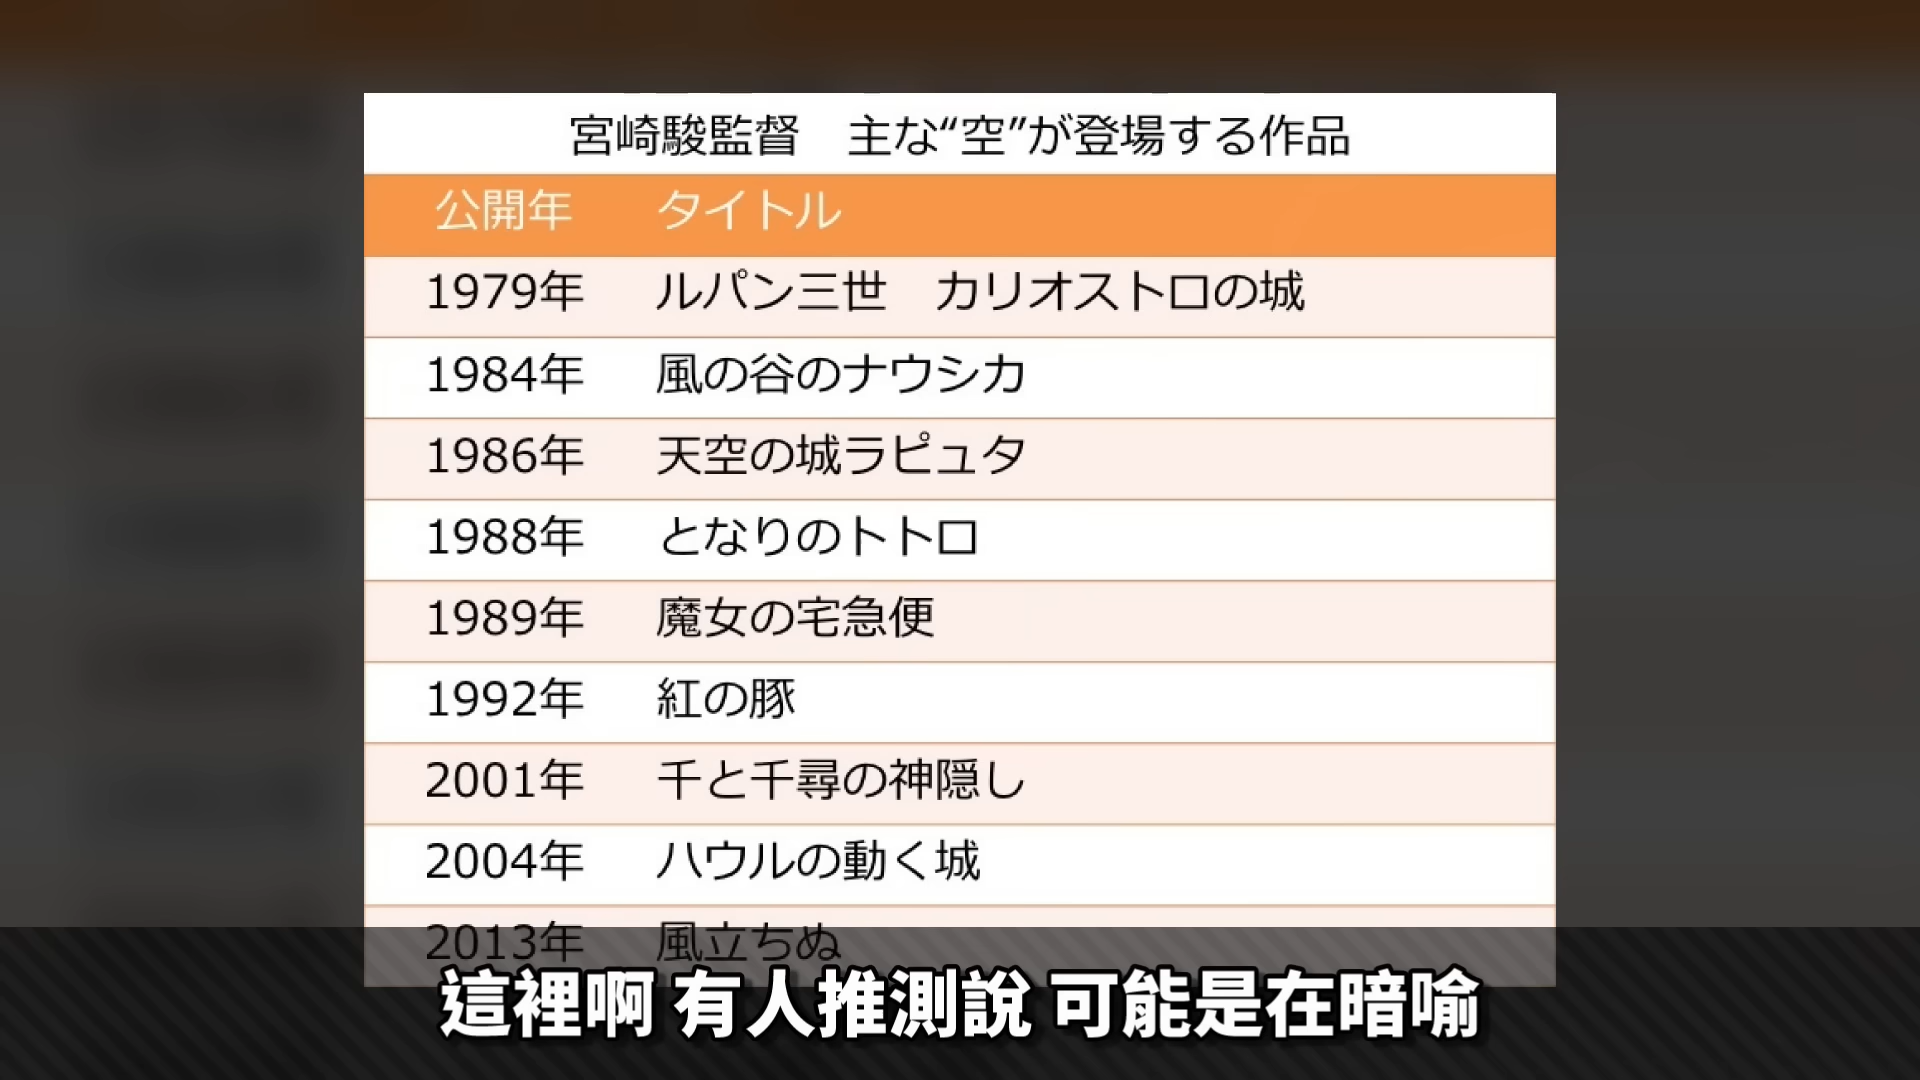 宮崎駿監督　主な“空”が登場する作品
公開年　タイトル
1979年　ルパン三世　カリオストロの城
1984年　風の谷のナウシカ
1986年　天空の城ラピュタ
1988年　となりのトトロ
1989年　魔女の宅急便
1992年　紅の豚
2001年　千と千尋の神隠し
2004年　ハウルの動く城
2013年　風立ちぬ
這裡啊 有人推測說 可能是在暗喻